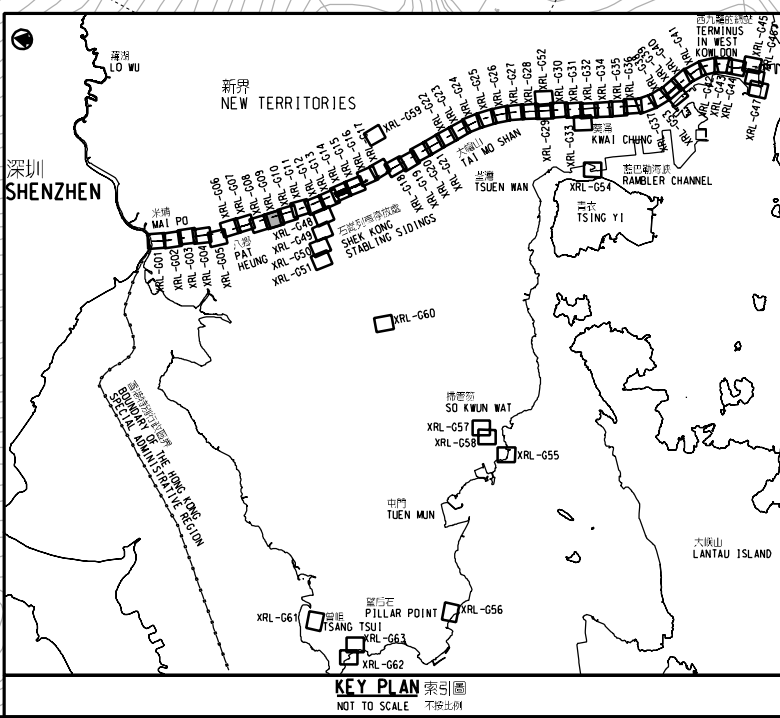 羅湖
LO WU
新界
NEW TERRITORIES
深圳
SHENZHEN
米埔
MAI PO
XRL-G01
XRL-G02
XRL-G03
XRL-G04
XRL-G05
XRL-G06
XRL-G07
XRL-G08
XRL-G09
XRL-G10
XRL-G11
XRL-G12
XRL-G13
XRL-G14
XRL-G15
XRL-G16
XRL-G17
XRL-G59
XRL-G22
XRL-G23
XRL-G24
XRL-G25
XRL-G26
XRL-G27
XRL-G28
XRL-G52
XRL-G30
XRL-G31
XRL-G32
XRL-G34
XRL-G35
XRL-G36
XRL-G39
XRL-G40
XRL-G41
西九龍的總站
TERMINUS
IN WEST
KOWLOON
XRL-G45
XRL-G46
XRL-G42
XRL-G43
XRL-G44
XRL-G47
XRL-G37
XRL-G53
XRL-G29
XRL-G33
葵涌
KWAI CHUNG
XRL-G18
XRL-G19
XRL-G20
XRL-G21
大帽山
TAI MO SHAN
荃灣
TSUEN WAN
XRL-G54
藍巴勒海峽
RAMBLER CHANNEL
青衣
TSING YI
八鄉
PAT
HEUNG
XRL-G48
XRL-G49
XRL-G50
XRL-G51
石崗列車停放處
SHEK KONG
STABLING SIDINGS
XRL-G60
香港特別行政區界
BOUNDARY OF THE HONG KONG
SPECIAL ADMINISTRATIVE REGION
掃管笏
SO KWUN WAT
XRL-G57
XRL-G58
XRL-G55
屯門
TUEN MUN
大嶼山
LANTAU ISLAND
望后石
PILLAR POINT
XRL-G56
XRL-G61
曾咀
TSANG TSUI
XRL-G63
XRL-G62
KEY PLAN 索引圖
NOT TO SCALE 不按比例